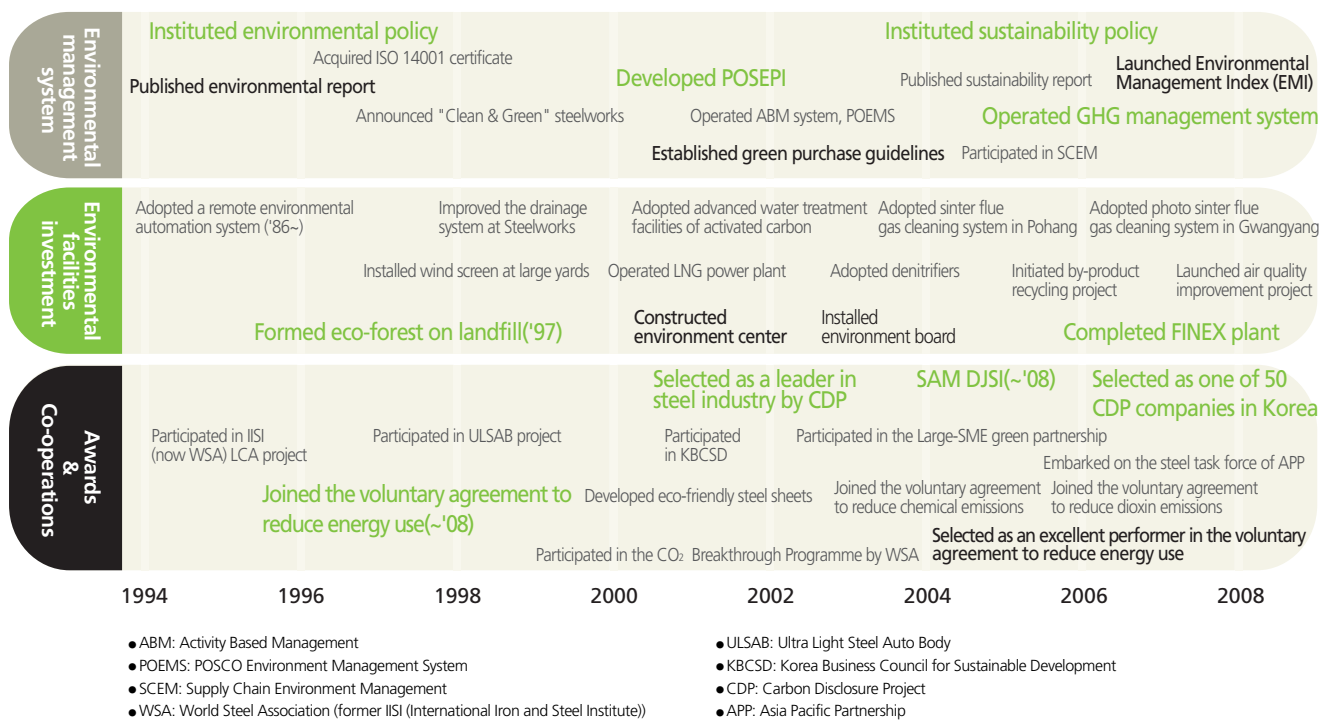 Environmental
management
system
Instituted environmental policy
Instituted sustainability policy
Acquired ISO 14001 certificate
Launched Environmental
Management Index (EMI)
Published environmental report
Developed POSEPI
Published sustainability report
Announced "Clean & Green" steelworks
Operated ABM system, POEMS
Operated GHG management system
Established green purchase guidelines
Participated in SCEM
Environmental
facilities
investment
Adopted a remote environmental
automation system ('86~)
Improved the drainage
system at Steelworks
Adopted advanced water treatment
facilities of activated carbon
Adopted sinter flue
gas cleaning system in Pohang
Adopted photo sinter flue
gas cleaning system in Gwangyang
Installed wind screen at large yards
Operated LNG power plant
Adopted denitrifiers
Initiated by-product
recycling project
Launched air quality
improvement project
Formed eco-forest on landfill('97)
Constructed
environment center
Installed
environment board
Completed FINEX plant
Awards
&
Co-operations
Selected as a leader in
steel industry by CDP
SAM DJSI(~'08)
Selected as one of 50
CDP companies in Korea
Participated in IISI
(now WSA) LCA project
Participated in ULSAB project
Participated
in KBCSD
Participated in the Large-SME green partnership
Embarked on the steel task force of APP
Joined the voluntary agreement to
reduce energy use(~'08)
Developed eco-friendly steel sheets
Joined the voluntary agreement
to reduce chemical emissions
Joined the voluntary agreement
to reduce dioxin emissions
Selected as an excellent performer in the voluntary
agreement to reduce energy use
Participated in the CO₂ Breakthrough Programme by WSA
1994 1996 1998 2000 2002 2004 2006 2008
● ABM: Activity Based Management
● POEMS: POSCO Environment Management System
● SCEM: Supply Chain Environment Management
● WSA: World Steel Association (former IISI (International Iron and Steel Institute))
● ULSAB: Ultra Light Steel Auto Body
● KBCSD: Korea Business Council for Sustainable Development
● CDP: Carbon Disclosure Project
● APP: Asia Pacific Partnership